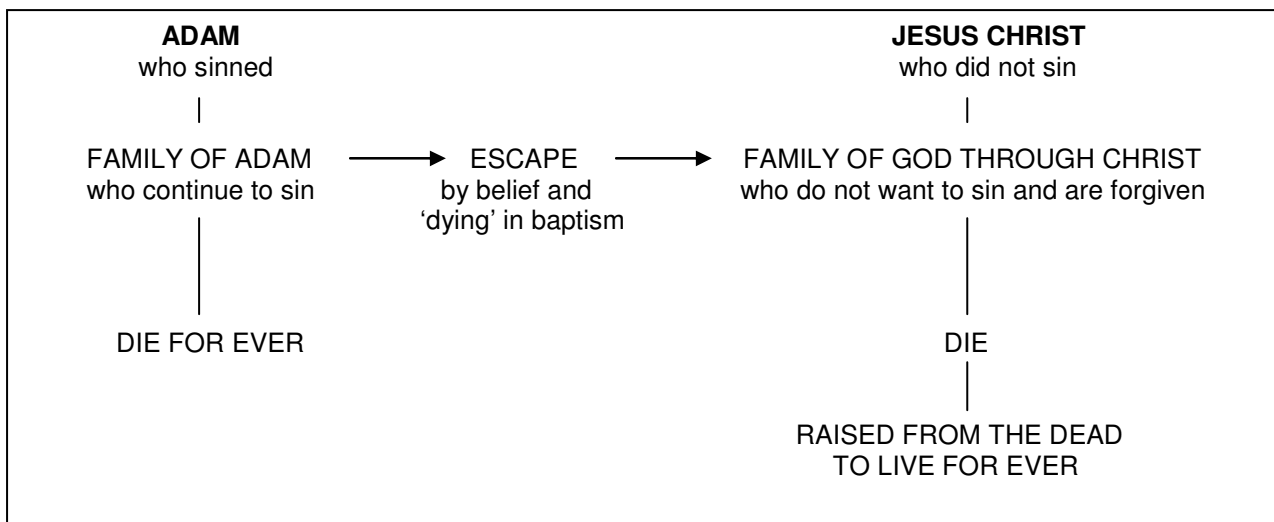 ADAM
who sinned
JESUS CHRIST
who did not sin
FAMILY OF ADAM
who continue to sin
ESCAPE
by belief and
‘dying’ in baptism
FAMILY OF GOD THROUGH CHRIST
who do not want to sin and are forgiven
DIE FOR EVER
DIE
RAISED FROM THE DEAD
TO LIVE FOR EVER